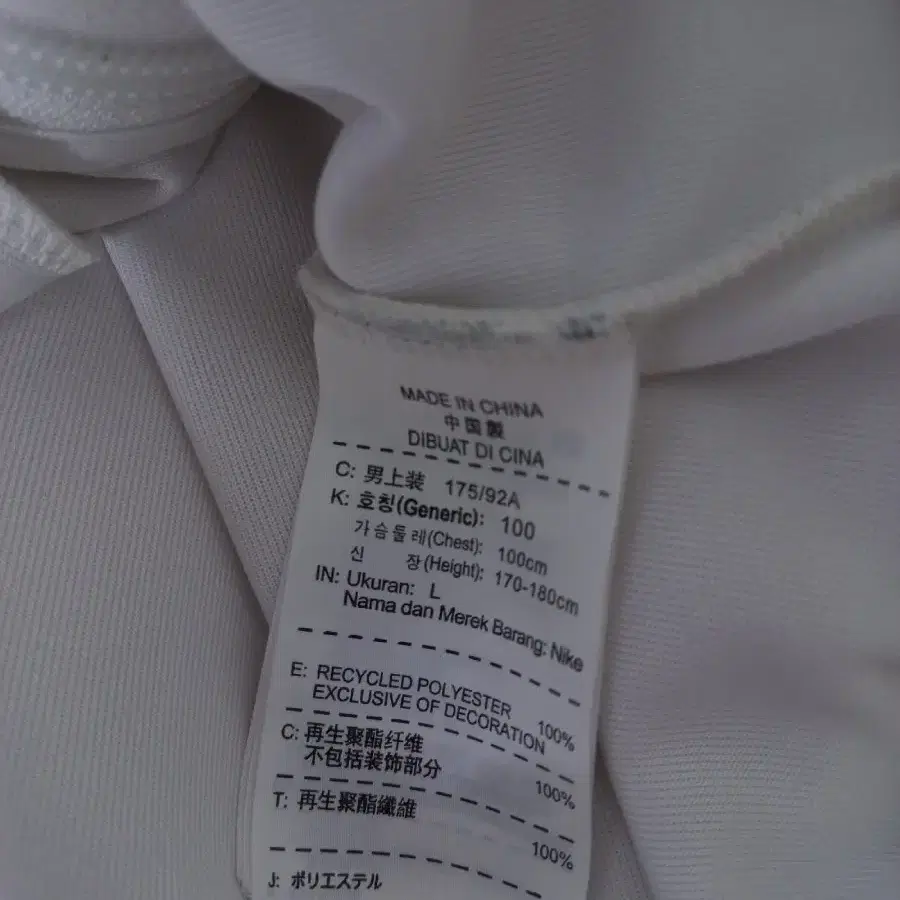 MADE IN CHINA
中国製
DIBUAT DI CINA
C: 男上装 175/92A
K: 호칭(Generic): 100
가슴둘레(Chest): 100cm
신 장(Height): 170-180cm
IN: Ukuran: L
Nama dan Merek Barang: Nike
E: RECYCLED POLYESTER 100%
EXCLUSIVE OF DECORATION
C: 再生聚酯纤维 100%
不包括装饰部分
T: 再生聚酯纖維 100%
J: ポリエステル